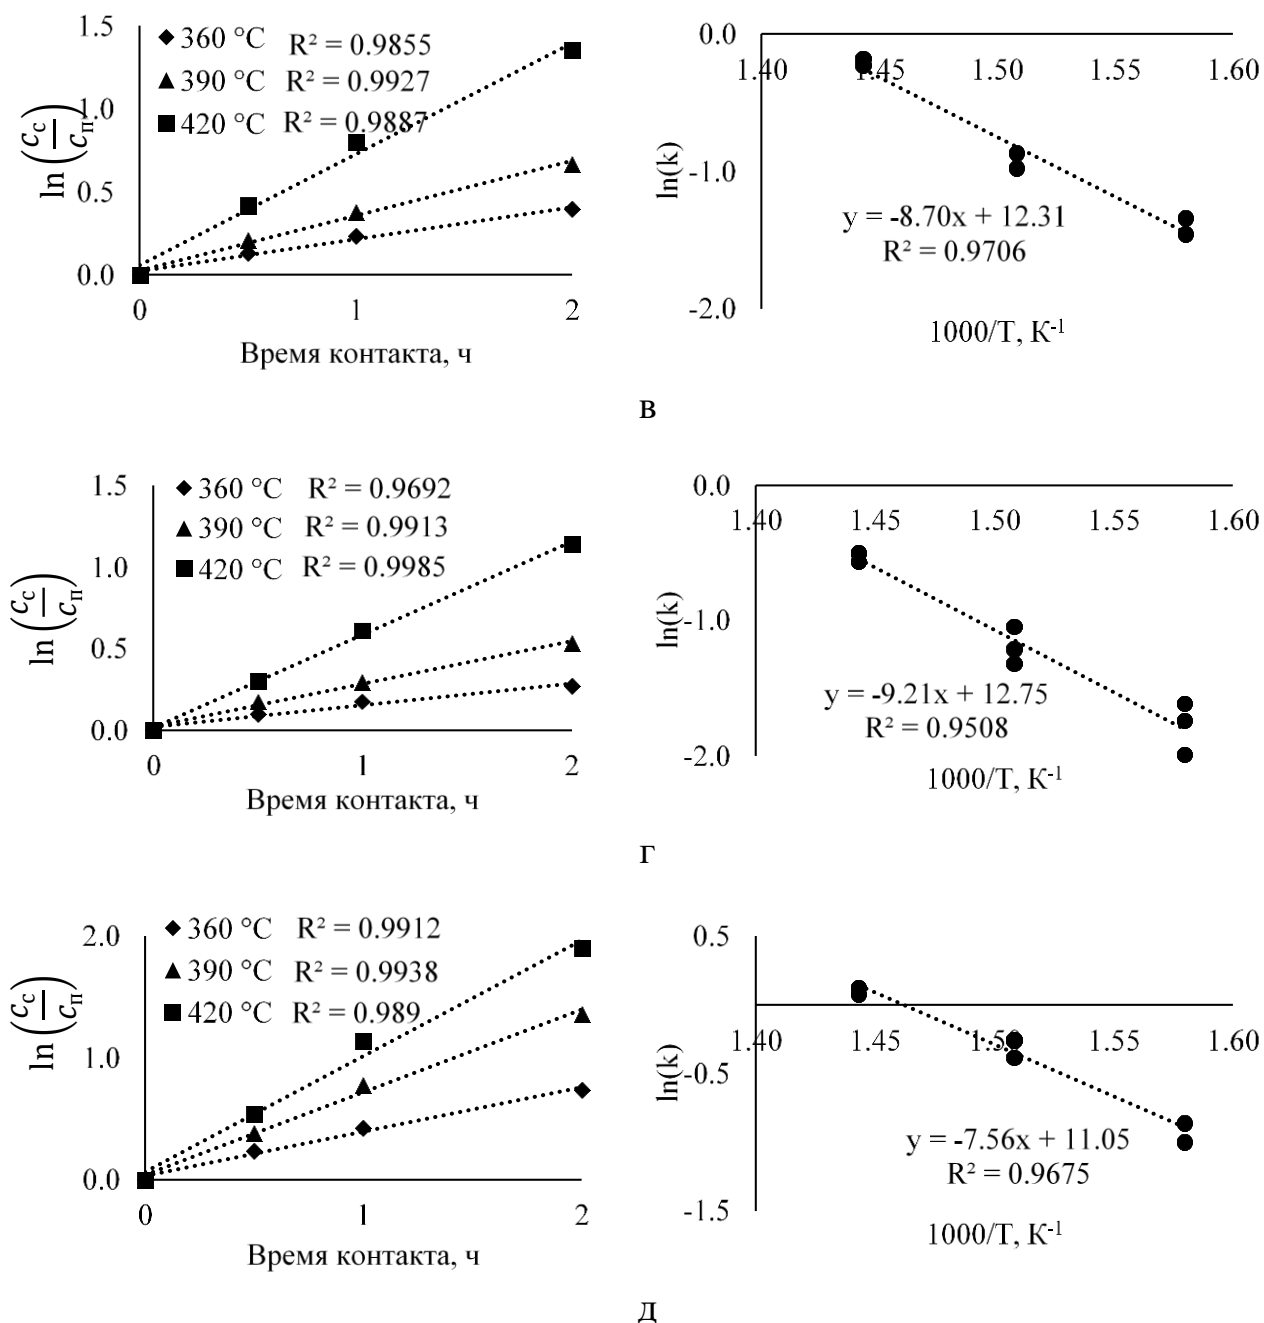 1.5
◆ 360 °C R² = 0.9855
▲ 390 °C R² = 0.9927
■ 420 °C R² = 0.9887
ln (cс/cп)
1.0
0.5
0.0
0 1 2
Время контакта, ч
0.0
1.40 1.45 1.50 1.55 1.60
ln(k)
-1.0
y = -8.70x + 12.31
R² = 0.9706
-2.0
1000/T, К-1
в
1.5
◆ 360 °C R² = 0.9692
▲ 390 °C R² = 0.9913
■ 420 °C R² = 0.9985
ln (cс/cп)
1.0
0.5
0.0
0 1 2
Время контакта, ч
0.0
1.40 1.45 1.50 1.55 1.60
ln(k)
-1.0
y = -9.21x + 12.75
R² = 0.9508
-2.0
1000/T, К-1
г
2.0
◆ 360 °C R² = 0.9912
▲ 390 °C R² = 0.9938
■ 420 °C R² = 0.989
ln (cс/cп)
1.0
0.0
0 1 2
Время контакта, ч
0.5
1.40 1.45 1.50 1.55 1.60
ln(k)
-0.5
y = -7.56x + 11.05
R² = 0.9675
-1.5
1000/T, К-1
д